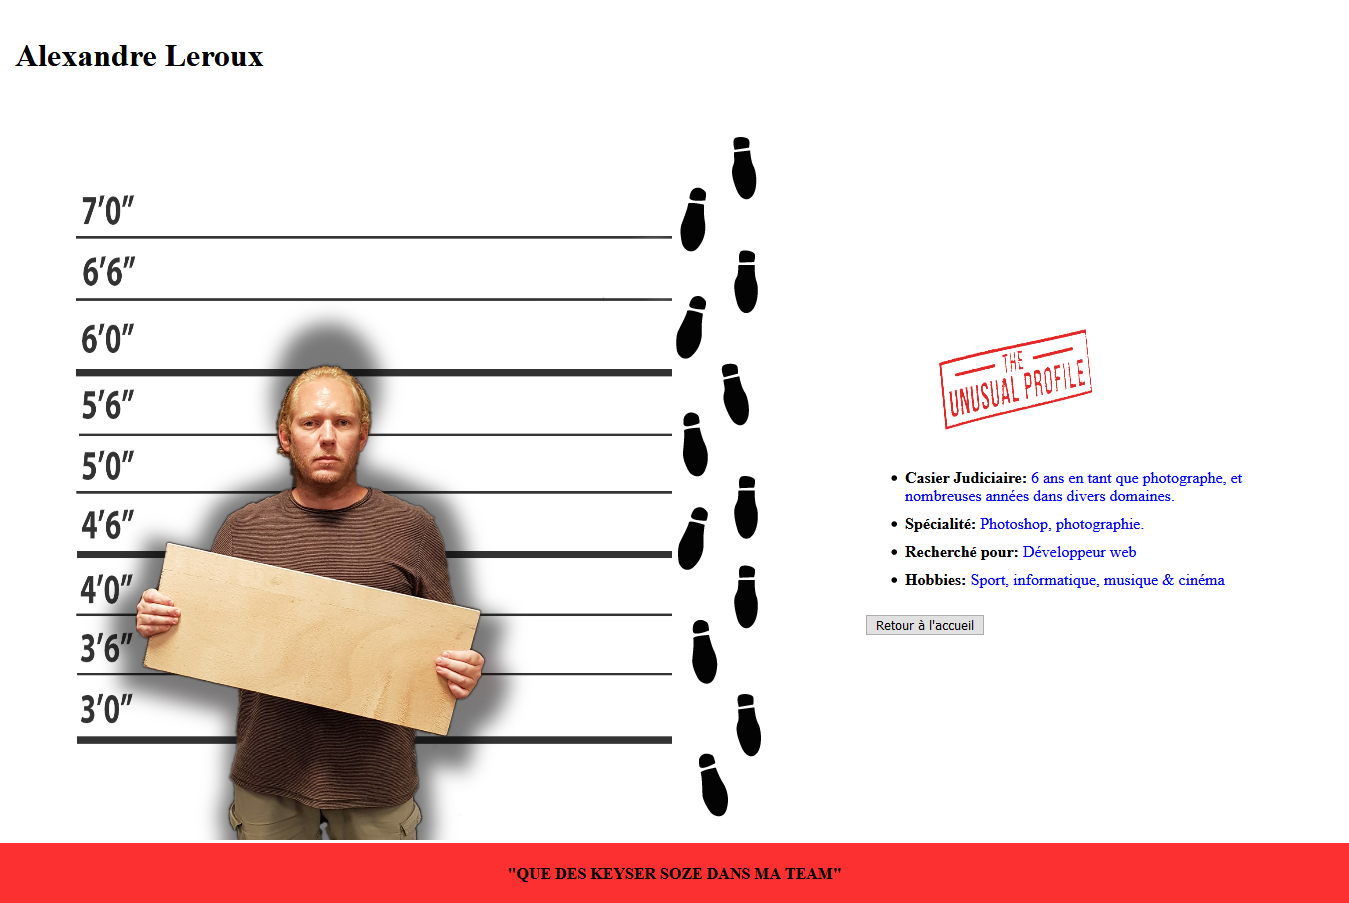 Alexandre Leroux
7'0"
6'6"
6'0"
5'6"
5'0"
4'6"
4'0"
3'6"
3'0"
THE
UNUSUAL PROFILE
Casier Judiciaire: 6 ans en tant que photographe, et
nombreuses années dans divers domaines.
Spécialité: Photoshop, photographie.
Recherché pour: Développeur web
Hobbies: Sport, informatique, musique & cinéma
Retour à l'accueil
"QUE DES KEYSER SOZE DANS MA TEAM"